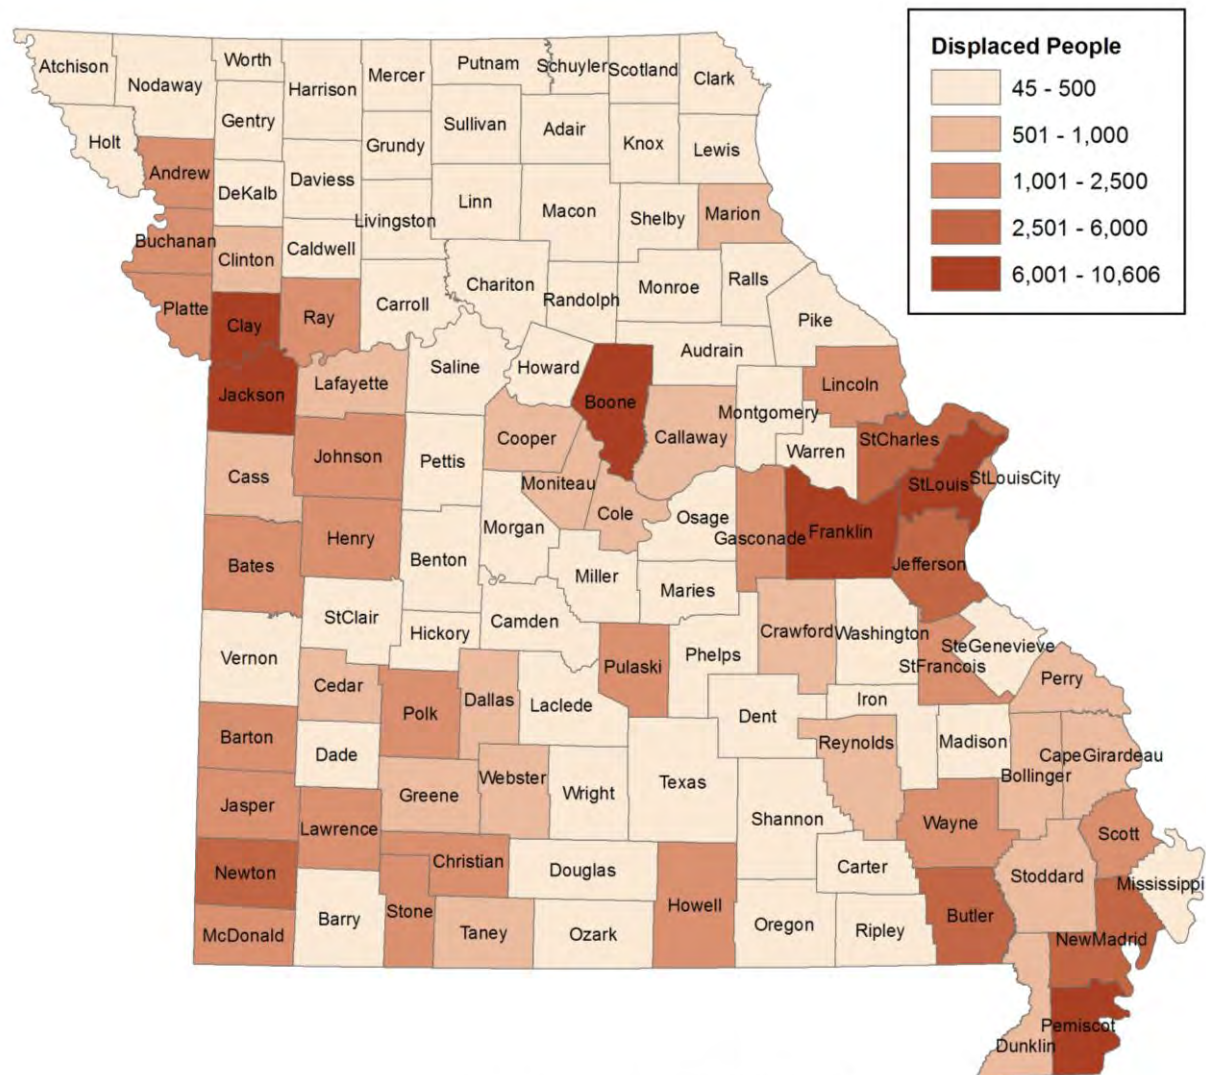 Displaced People
45 - 500
501 - 1,000
1,001 - 2,500
2,501 - 6,000
6,001 - 10,606
Atchison
Nodaway
Worth
Harrison
Mercer
Putnam
Schuyler
Scotland
Clark
Holt
Gentry
Grundy
Sullivan
Adair
Knox
Lewis
Andrew
DeKalb
Daviess
Livingston
Linn
Macon
Shelby
Marion
Buchanan
Clinton
Caldwell
Carroll
Chariton
Randolph
Monroe
Ralls
Pike
Platte
Clay
Ray
Saline
Howard
Boone
Audrain
Lincoln
Jackson
Lafayette
Cooper
Callaway
Montgomery
Warren
StCharles
StLouis
StLouisCity
Cass
Johnson
Pettis
Moniteau
Cole
Osage
Gasconade
Franklin
Jefferson
Bates
Henry
Benton
Morgan
Miller
Maries
Vernon
StClair
Hickory
Camden
Pulaski
Phelps
Crawford
Washington
StFrancois
SteGenevieve
Perry
Cedar
Polk
Dallas
Laclede
Dent
Iron
Reynolds
Madison
Bollinger
CapeGirardeau
Barton
Dade
Greene
Webster
Wright
Texas
Shannon
Wayne
Scott
Jasper
Lawrence
Christian
Douglas
Carter
Stoddard
Mississippi
Newton
Barry
Stone
Taney
Ozark
Howell
Oregon
Ripley
Butler
NewMadrid
McDonald
Pemiscot
Dunklin